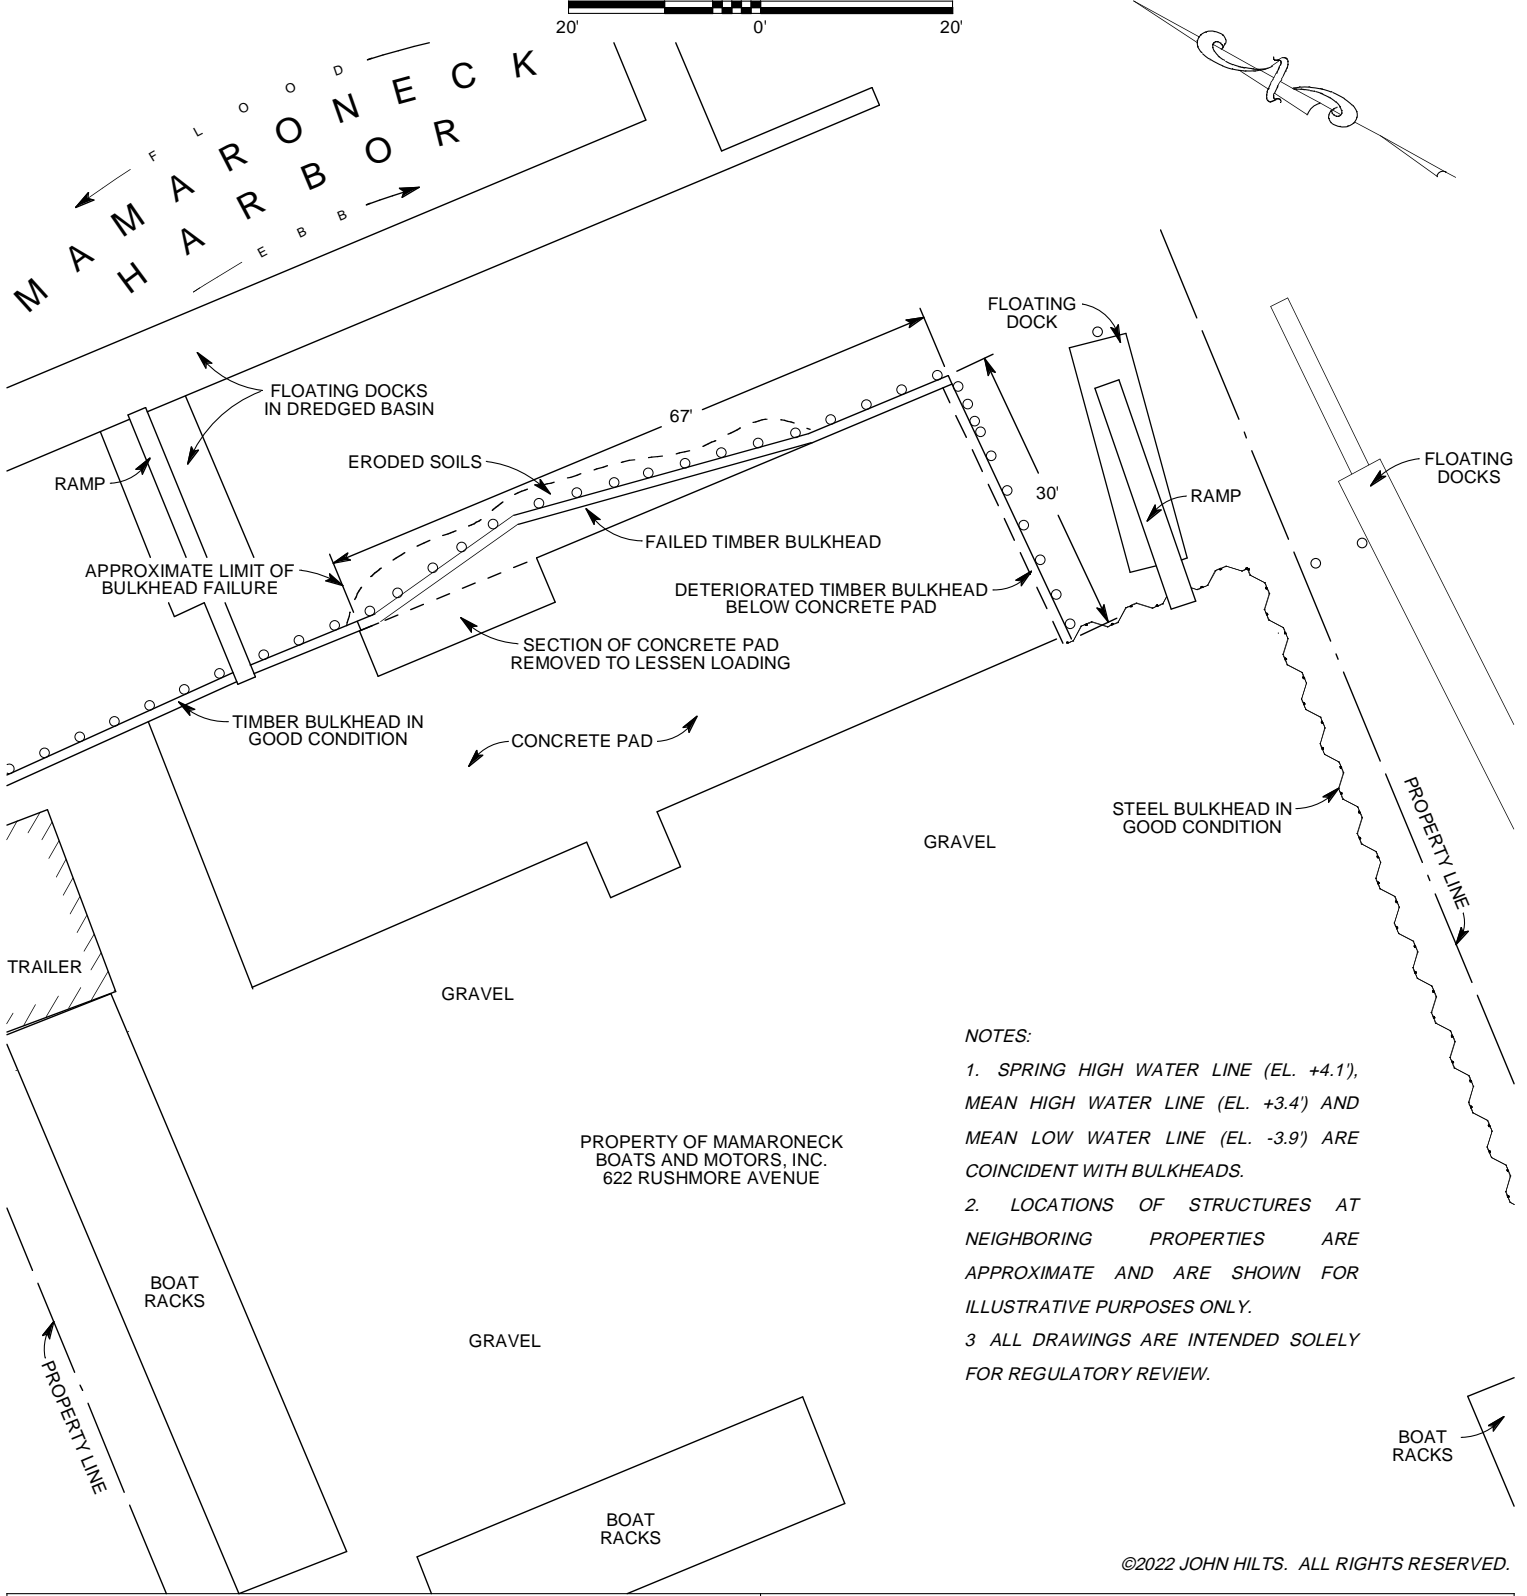 20'
0'
20'
FLOOD
MAMARONECK
HARBOR
EBB
FLOATING
DOCK
FLOATING DOCKS
IN DREDGED BASIN
67'
ERODED SOILS
RAMP
FLOATING
DOCKS
30'
RAMP
FAILED TIMBER BULKHEAD
APPROXIMATE LIMIT OF
BULKHEAD FAILURE
DETERIORATED TIMBER BULKHEAD
BELOW CONCRETE PAD
SECTION OF CONCRETE PAD
REMOVED TO LESSEN LOADING
TIMBER BULKHEAD IN
GOOD CONDITION
CONCRETE PAD
STEEL BULKHEAD IN
GOOD CONDITION
PROPERTY LINE
GRAVEL
TRAILER
GRAVEL
NOTES:
1. SPRING HIGH WATER LINE (EL. +4.1'),
MEAN HIGH WATER LINE (EL. +3.4') AND
MEAN LOW WATER LINE (EL. -3.9') ARE
COINCIDENT WITH BULKHEADS.
2. LOCATIONS OF STRUCTURES AT
NEIGHBORING PROPERTIES ARE
APPROXIMATE AND ARE SHOWN FOR
ILLUSTRATIVE PURPOSES ONLY.
3 ALL DRAWINGS ARE INTENDED SOLELY
FOR REGULATORY REVIEW.
PROPERTY OF MAMARONECK
BOATS AND MOTORS, INC.
622 RUSHMORE AVENUE
BOAT
RACKS
GRAVEL
PROPERTY LINE
BOAT
RACKS
BOAT
RACKS
©2022 JOHN HILTS. ALL RIGHTS RESERVED.